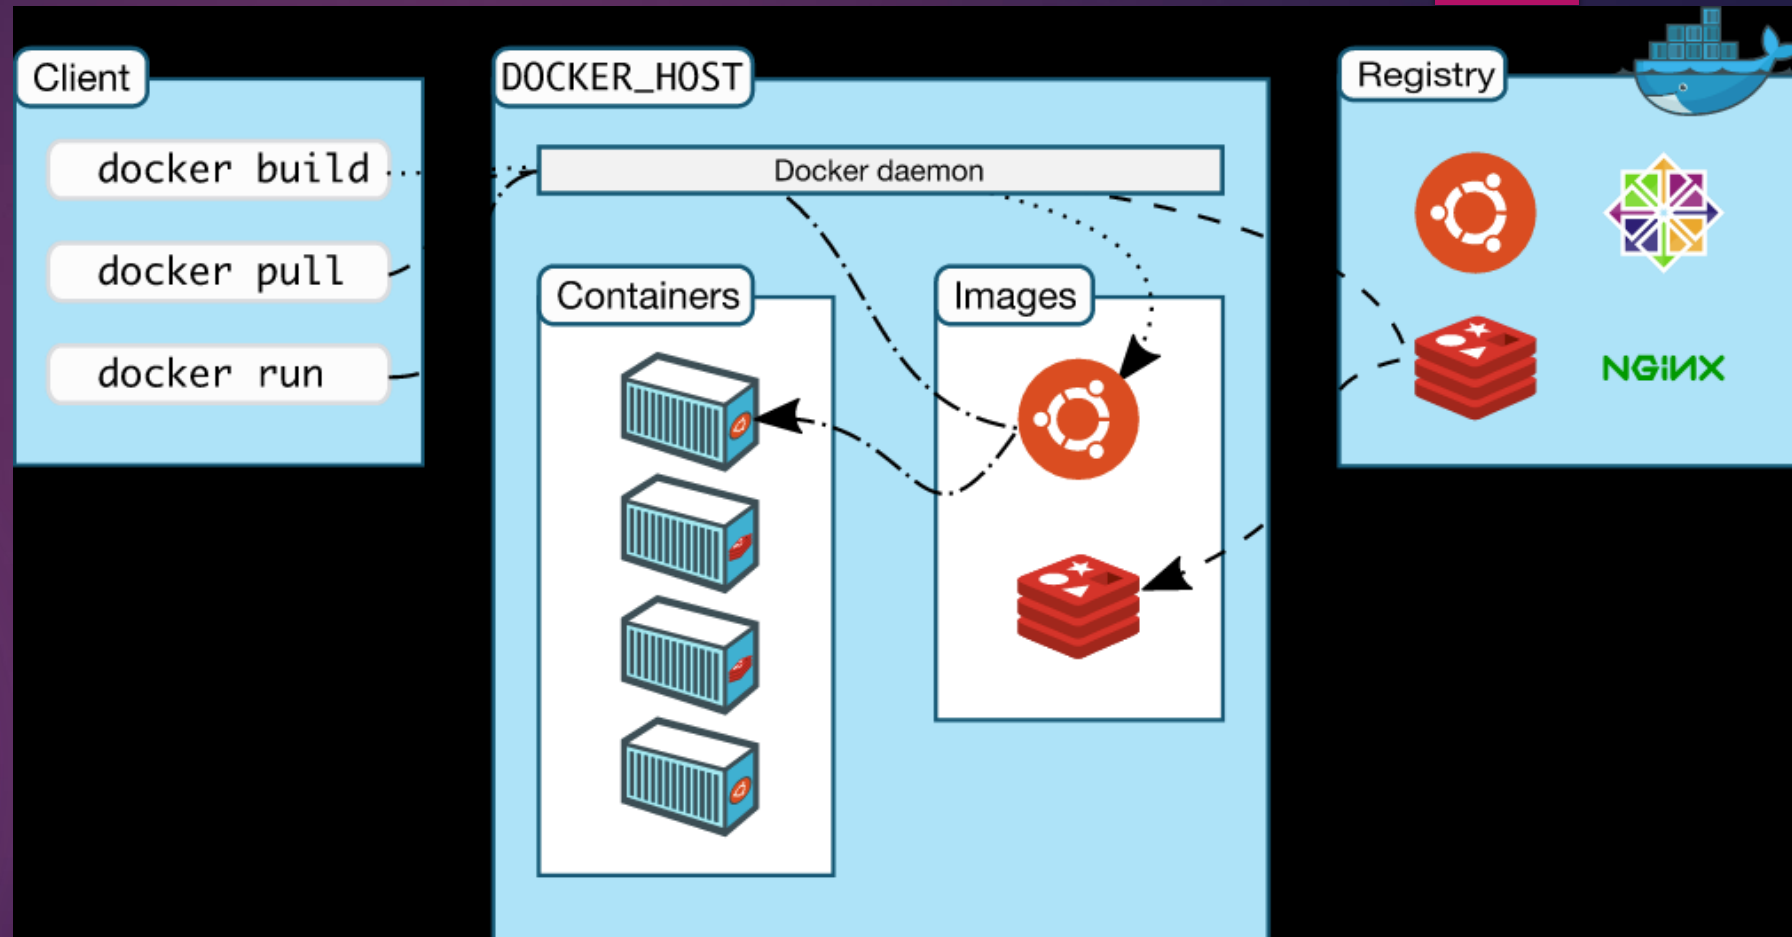 Client
docker build
docker pull
docker run
DOCKER_HOST
Docker daemon
Containers
Images
Registry
NGiNX